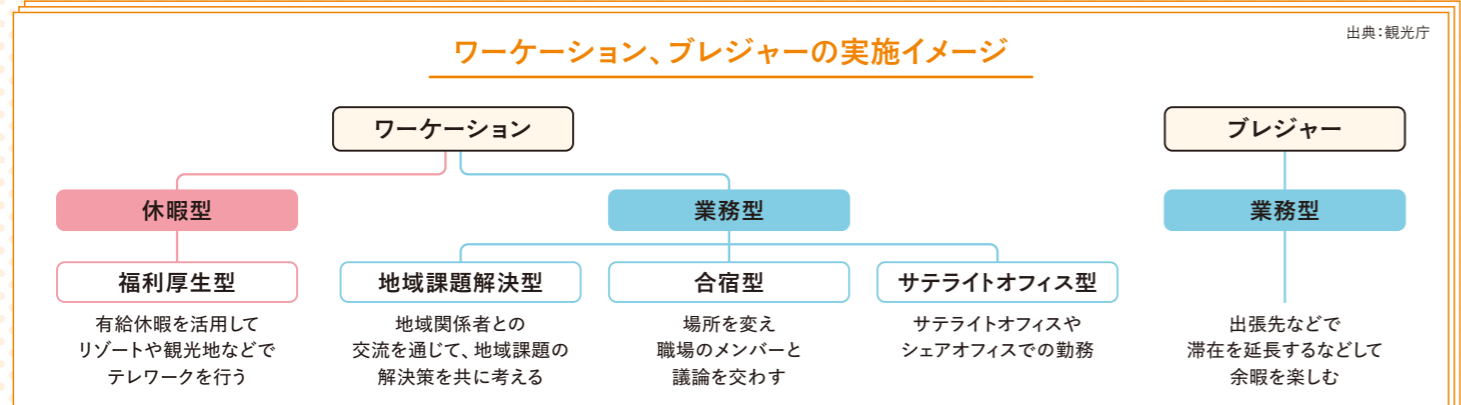 出典：観光庁
ワーケーション、ブレジャーの実施イメージ
ワーケーション
ブレジャー
休暇型
業務型
業務型
福利厚生型
地域課題解決型
合宿型
サテライトオフィス型
有給休暇を活用して
リゾートや観光地などで
テレワークを行う
地域関係者との
交流を通じて、地域課題の
解決策を共に考える
場所を変え
職場のメンバーと
議論を交わす
サテライトオフィスや
シェアオフィスでの勤務
出張先などで
滞在を延長するなどして
余暇を楽しむ